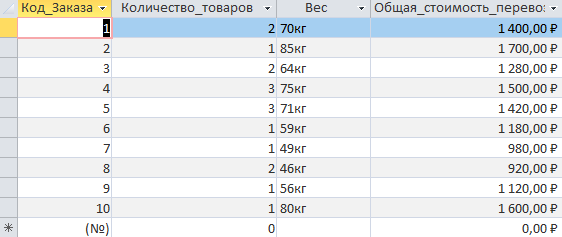 Код_Заказа Количество_товаров Вес Общая_стоимость_перевоз
1 2 70кг 1 400,00 ₽
2 1 85кг 1 700,00 ₽
3 2 64кг 1 280,00 ₽
4 3 75кг 1 500,00 ₽
5 3 71кг 1 420,00 ₽
6 1 59кг 1 180,00 ₽
7 1 49кг 980,00 ₽
8 2 46кг 920,00 ₽
9 1 56кг 1 120,00 ₽
10 1 80кг 1 600,00 ₽
(№) 0 0,00 ₽